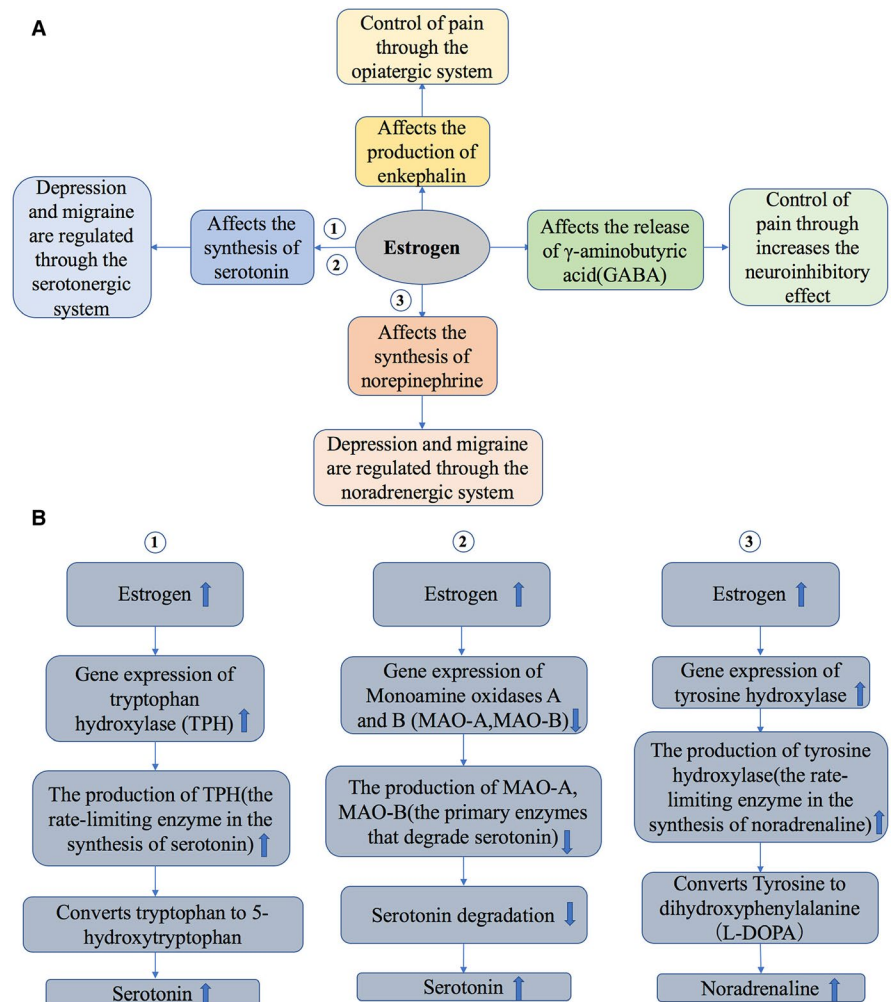 A
Control of pain
through the
opiatergic system
Affects the
production of
enkephalin
Depression
and migraine
are regulated
through the
serotonergic
system
Affects the
synthesis of
serotonin
1
2
Estrogen
3
Affects the release
of γ-aminobutyric
acid(GABA)
Control of
pain through
increases the
neuroinhibitory
effect
Affects the
synthesis of
norepinephrine
Depression and migraine
are regulated through the
noradrenergic system
B
1
Estrogen
Gene expression of
tryptophan
hydroxylase (TPH)
The production of TPH(the
rate-limiting enzyme in the
synthesis of serotonin)
Converts tryptophan to 5-
hydroxytryptophan
Serotonin
2
Estrogen
Gene expression of
Monoamine oxidases A
and B (MAO-A,MAO-B)
The production of MAO-A,
MAO-B(the primary enzymes
that degrade serotonin)
Serotonin degradation
Serotonin
3
Estrogen
Gene expression of
tyrosine hydroxylase
The production of tyrosine
hydroxylase(the rate-
limiting enzyme in the
synthesis of noradrenaline)
Converts Tyrosine to
dihydroxyphenylalanine
(L-DOPA)
Noradrenaline